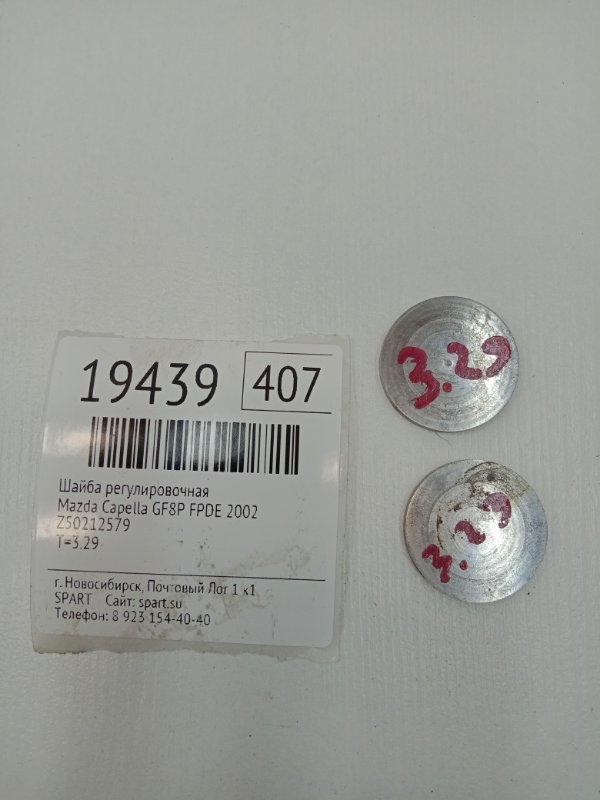 19439 407
Шайба регулировочная
Mazda Capella GF8P FPDE 2002
Z50212579
T=3.29
г. Новосибирск, Почтовый Лог 1 к1
SPART Сайт: spart.su
Телефон: 8 923 154-40-40
3.29
3.29